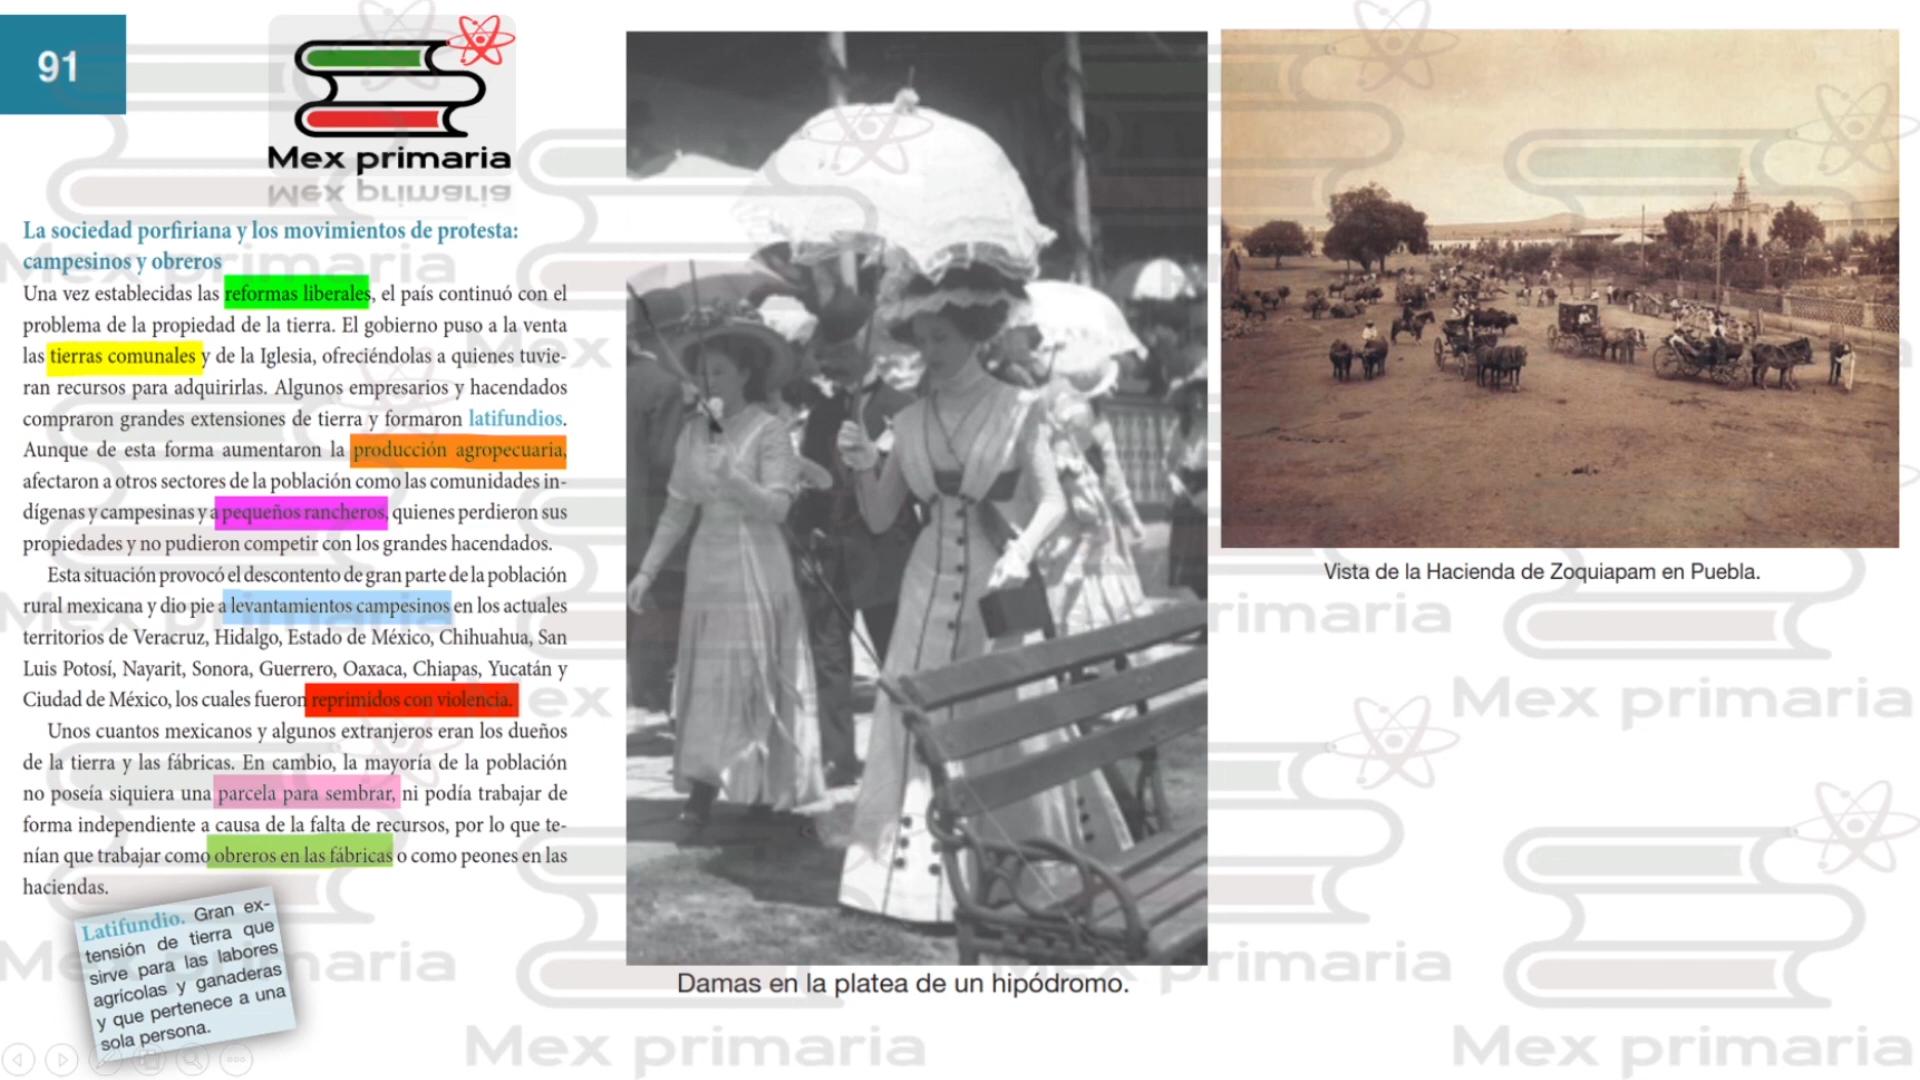 91
Mex primaria
La sociedad porfiriana y los movimientos de protesta:
campesinos y obreros
Una vez establecidas las reformas liberales, el país continuó con el
problema de la propiedad de la tierra. El gobierno puso a la venta
las tierras comunales y de la Iglesia, ofreciéndolas a quienes tuvie-
ran recursos para adquirirlas. Algunos empresarios y hacendados
compraron grandes extensiones de tierra y formaron latifundios.
Aunque de esta forma aumentaron la producción agropecuaria,
afectaron a otros sectores de la población como las comunidades in-
dígenas y campesinas y a pequeños rancheros, quienes perdieron sus
propiedades y no pudieron competir con los grandes hacendados.
Esta situación provocó el descontento de gran parte de la población
rural mexicana y dio pie a levantamientos campesinos en los actuales
territorios de Veracruz, Hidalgo, Estado de México, Chihuahua, San
Luis Potosí, Nayarit, Sonora, Guerrero, Oaxaca, Chiapas, Yucatán y
Ciudad de México, los cuales fueron reprimidos con violencia.
Unos cuantos mexicanos y algunos extranjeros eran los dueños
de la tierra y las fábricas. En cambio, la mayoría de la población
no poseía siquiera una parcela para sembrar, ni podía trabajar de
forma independiente a causa de la falta de recursos, por lo que te-
nían que trabajar como obreros en las fábricas o como peones en las
haciendas.
Latifundio. Gran ex-
tensión de tierra que
sirve para las labores
agrícolas y ganaderas
y que pertenece a una
sola persona.
Damas en la platea de un hipódromo.
Vista de la Hacienda de Zoquiapam en Puebla.
Mex primaria
Mex primaria
Mex primaria